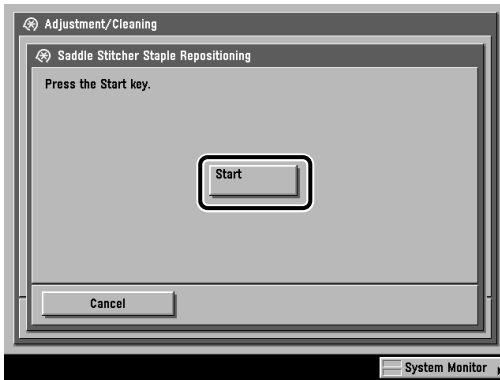 Adjustment/Cleaning
Saddle Stitcher Staple Repositioning
Press the Start key.
Start
Cancel
System Monitor